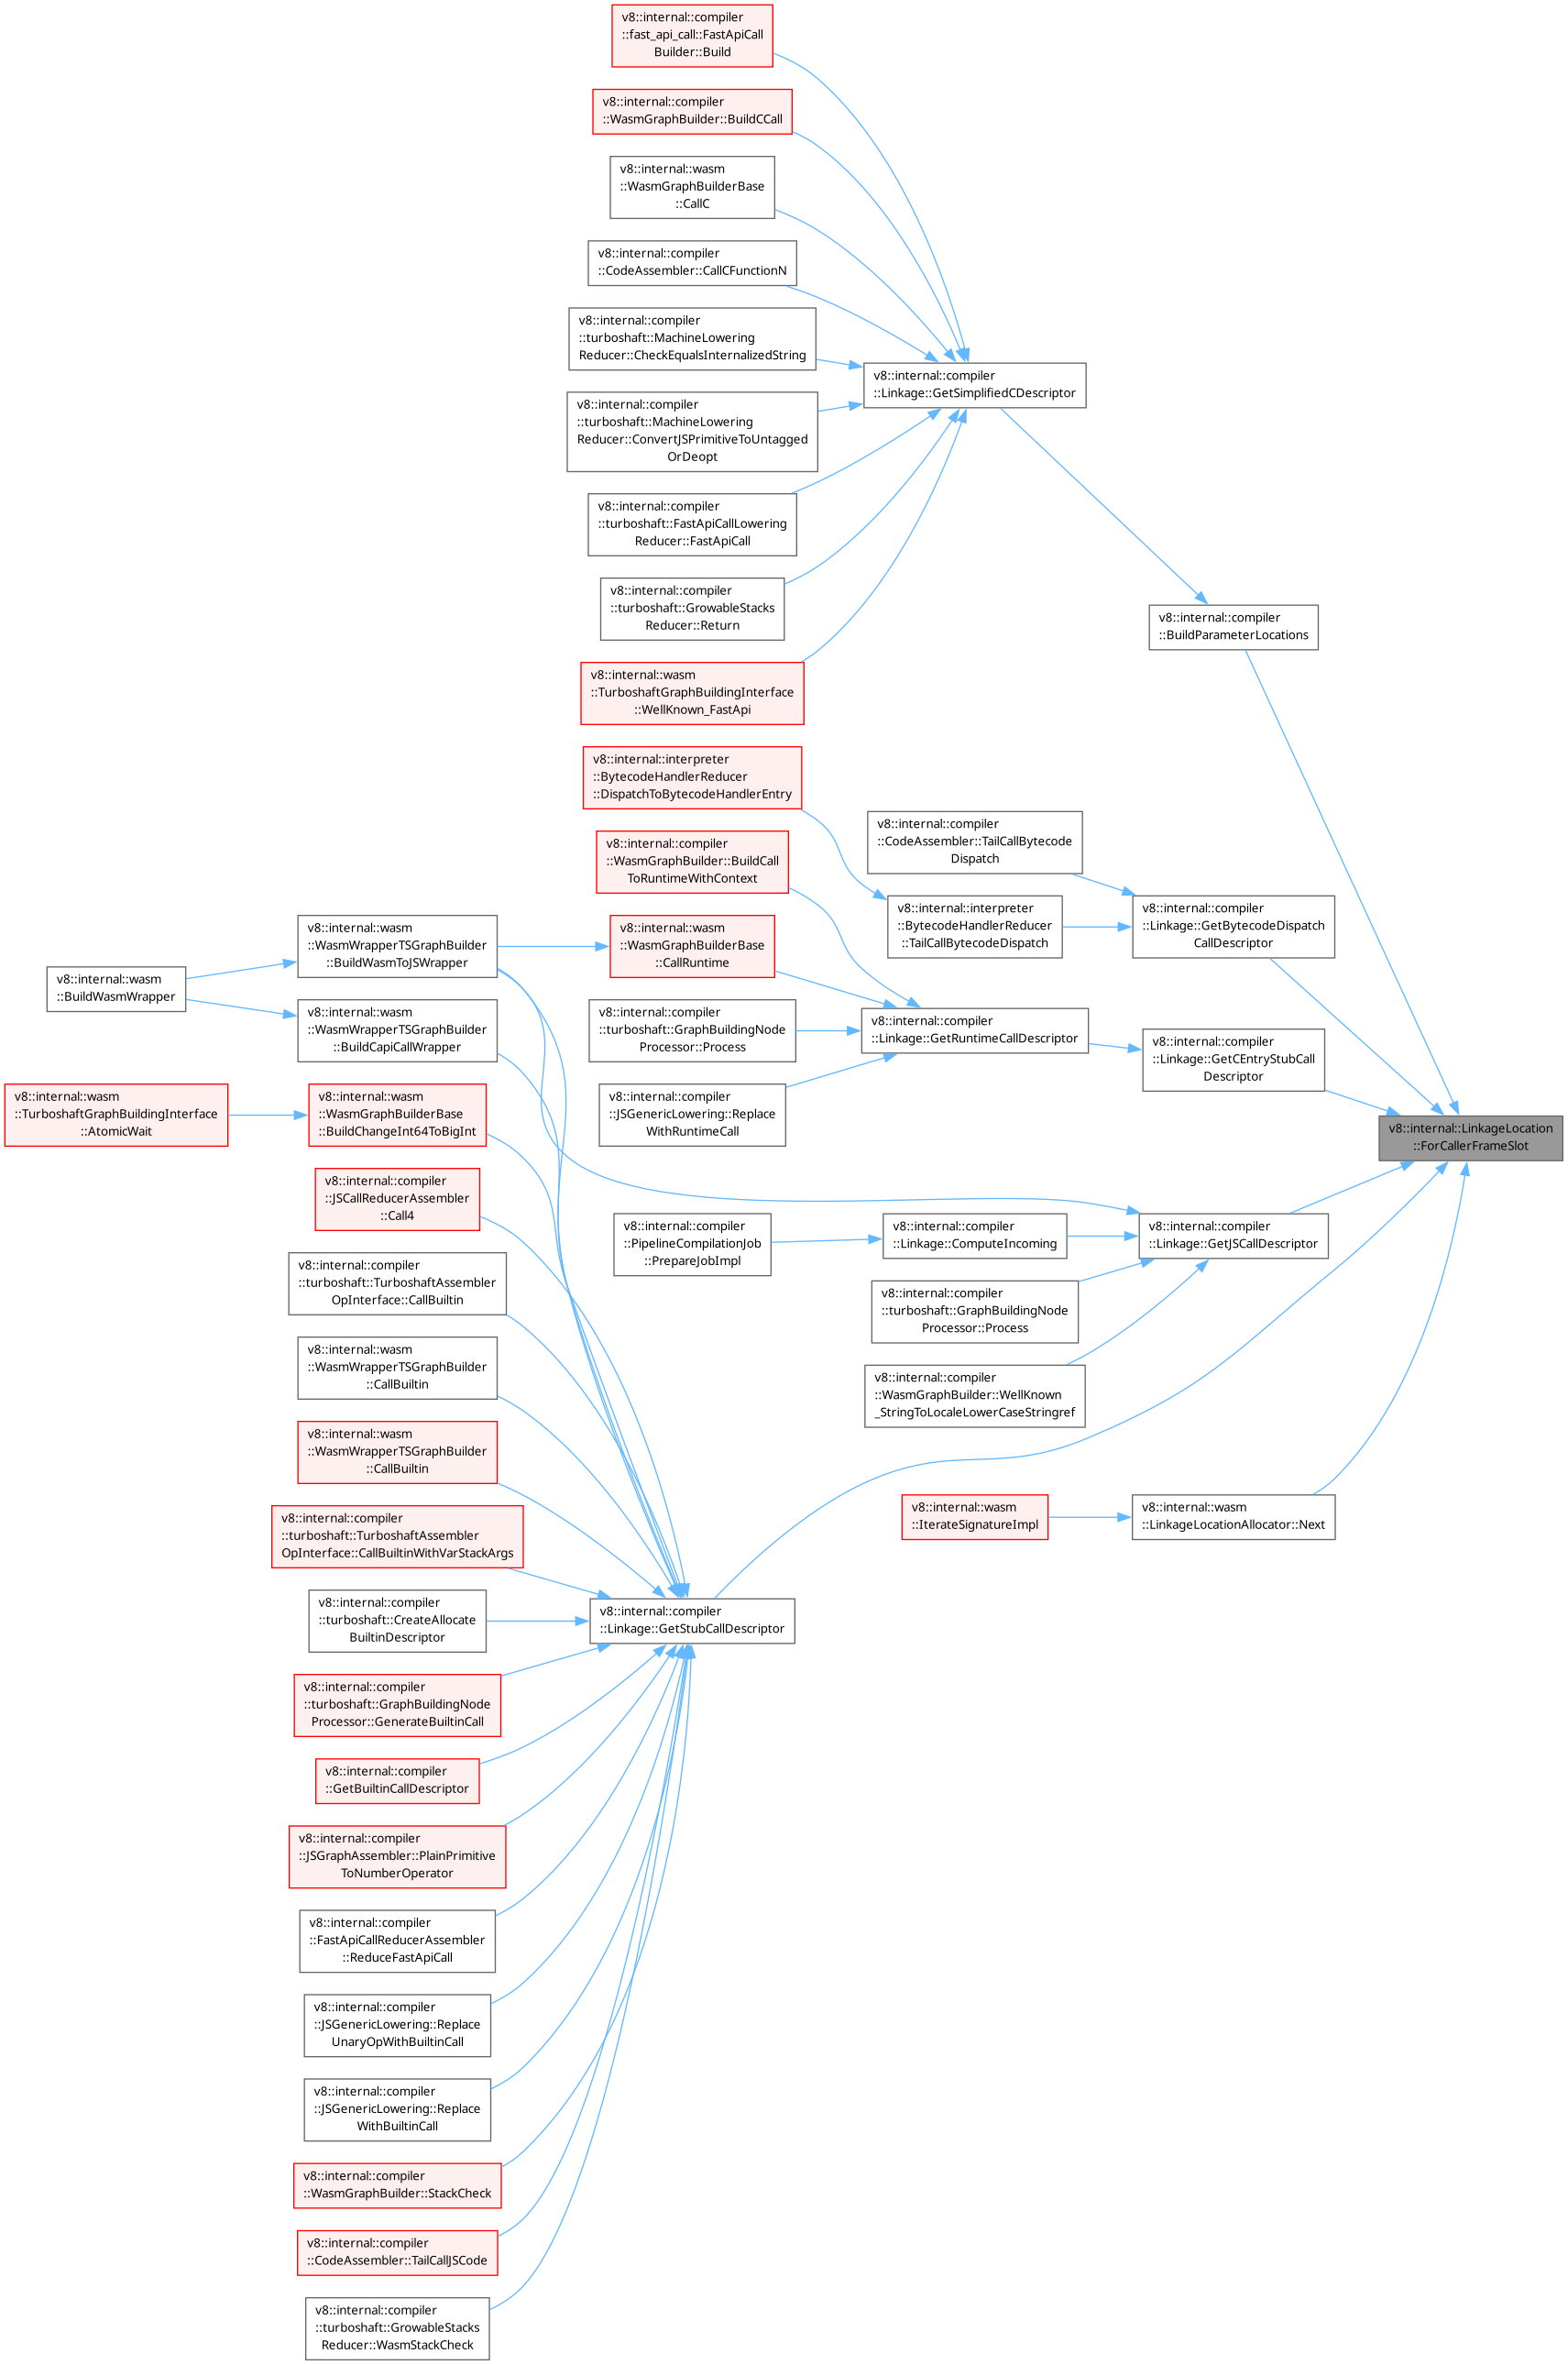 v8::internal::compiler
::fast_api_call::FastApiCall
Builder::Build
v8::internal::compiler
::WasmGraphBuilder::BuildCCall
v8::internal::wasm
::WasmGraphBuilderBase
::CallC
v8::internal::compiler
::CodeAssembler::CallCFunctionN
v8::internal::compiler
::turboshaft::MachineLowering
Reducer::CheckEqualsInternalizedString
v8::internal::compiler
::Linkage::GetSimplifiedCDescriptor
v8::internal::compiler
::turboshaft::MachineLowering
Reducer::ConvertJSPrimitiveToUntagged
OrDeopt
v8::internal::compiler
::turboshaft::FastApiCallLowering
Reducer::FastApiCall
v8::internal::compiler
::turboshaft::GrowableStacks
Reducer::Return
v8::internal::compiler
::BuildParameterLocations
v8::internal::wasm
::TurboshaftGraphBuildingInterface
::WellKnown_FastApi
v8::internal::interpreter
::BytecodeHandlerReducer
::DispatchToBytecodeHandlerEntry
v8::internal::compiler
::CodeAssembler::TailCallBytecode
Dispatch
v8::internal::compiler
::WasmGraphBuilder::BuildCall
ToRuntimeWithContext
v8::internal::interpreter
::BytecodeHandlerReducer
::TailCallBytecodeDispatch
v8::internal::compiler
::Linkage::GetBytecodeDispatch
CallDescriptor
v8::internal::wasm
::WasmWrapperTSGraphBuilder
::BuildWasmToJSWrapper
v8::internal::wasm
::WasmGraphBuilderBase
::CallRuntime
v8::internal::wasm
::BuildWasmWrapper
v8::internal::wasm
::WasmWrapperTSGraphBuilder
::BuildCapiCallWrapper
v8::internal::compiler
::turboshaft::GraphBuildingNode
Processor::Process
v8::internal::compiler
::Linkage::GetRuntimeCallDescriptor
v8::internal::compiler
::Linkage::GetCEntryStubCall
Descriptor
v8::internal::wasm
::TurboshaftGraphBuildingInterface
::AtomicWait
v8::internal::wasm
::WasmGraphBuilderBase
::BuildChangeInt64ToBigInt
v8::internal::compiler
::JSGenericLowering::Replace
WithRuntimeCall
v8::internal::LinkageLocation
::ForCallerFrameSlot
v8::internal::compiler
::JSCallReducerAssembler
::Call4
v8::internal::compiler
::PipelineCompilationJob
::PrepareJobImpl
v8::internal::compiler
::Linkage::ComputeIncoming
v8::internal::compiler
::Linkage::GetJSCallDescriptor
v8::internal::compiler
::turboshaft::TurboshaftAssembler
OpInterface::CallBuiltin
v8::internal::compiler
::turboshaft::GraphBuildingNode
Processor::Process
v8::internal::wasm
::WasmWrapperTSGraphBuilder
::CallBuiltin
v8::internal::compiler
::WasmGraphBuilder::WellKnown
_StringToLocaleLowerCaseStringref
v8::internal::wasm
::WasmWrapperTSGraphBuilder
::CallBuiltin
v8::internal::wasm
::IterateSignatureImpl
v8::internal::wasm
::LinkageLocationAllocator::Next
v8::internal::compiler
::turboshaft::TurboshaftAssembler
OpInterface::CallBuiltinWithVarStackArgs
v8::internal::compiler
::turboshaft::CreateAllocate
BuiltinDescriptor
v8::internal::compiler
::Linkage::GetStubCallDescriptor
v8::internal::compiler
::turboshaft::GraphBuildingNode
Processor::GenerateBuiltinCall
v8::internal::compiler
::GetBuiltinCallDescriptor
v8::internal::compiler
::JSGraphAssembler::PlainPrimitive
ToNumberOperator
v8::internal::compiler
::FastApiCallReducerAssembler
::ReduceFastApiCall
v8::internal::compiler
::JSGenericLowering::Replace
UnaryOpWithBuiltinCall
v8::internal::compiler
::JSGenericLowering::Replace
WithBuiltinCall
v8::internal::compiler
::WasmGraphBuilder::StackCheck
v8::internal::compiler
::CodeAssembler::TailCallJSCode
v8::internal::compiler
::turboshaft::GrowableStacks
Reducer::WasmStackCheck